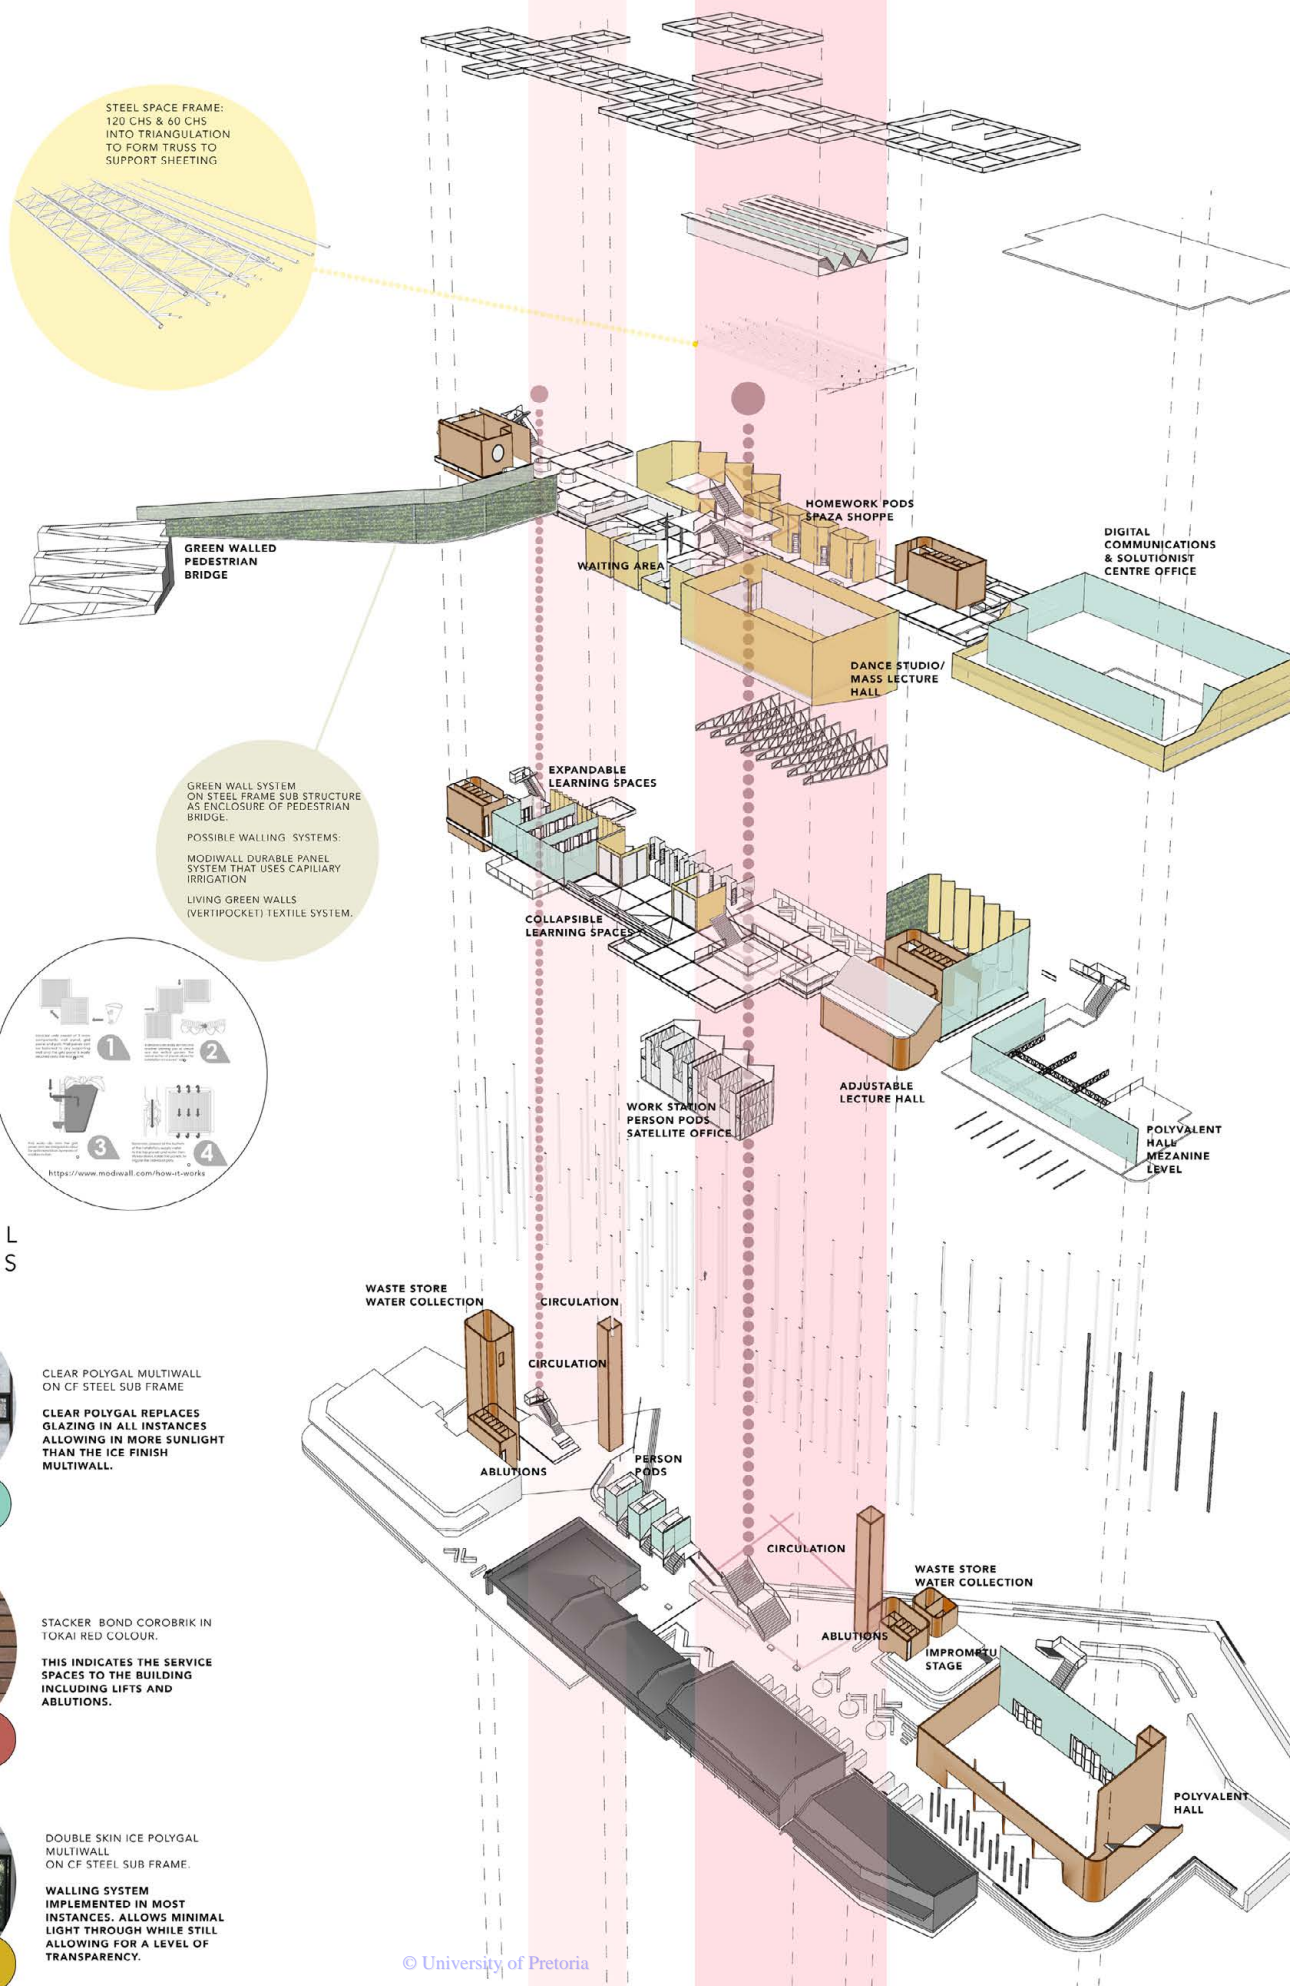 STEEL SPACE FRAME:
120 CHS & 60 CHS
INTO TRIANGULATION
TO FORM TRUSS TO
SUPPORT SHEETING
HOMEWORK PODS
SPAZA SHOPPE
DIGITAL
COMMUNICATIONS
& SOLUTIONIST
CENTRE OFFICE
GREEN WALLED
PEDESTRIAN
BRIDGE
WAITING AREA
DANCE STUDIO/
MASS LECTURE
HALL
GREEN WALL SYSTEM
ON STEEL FRAME SUB STRUCTURE
AS ENCLOSURE OF PEDESTRIAN
BRIDGE.
POSSIBLE WALLING SYSTEMS:
MODIWALL DURABLE PANEL
SYSTEM THAT USES CAPILIARY
IRRIGATION
LIVING GREEN WALLS
(VERTIPOCKET) TEXTILE SYSTEM.
EXPANDABLE
LEARNING SPACES
COLLAPSIBLE
LEARNING SPACES
1
2
3
4
https://www.modiwall.com/how-it-works
ADJUSTABLE
LECTURE HALL
WORK STATION
PERSON PODS
SATELLITE OFFICE
POLYVALENT
HALL
MEZANINE
LEVEL
L
S
WASTE STORE
WATER COLLECTION
CIRCULATION
CIRCULATION
CLEAR POLYGAL MULTIWALL
ON CF STEEL SUB FRAME
CLEAR POLYGAL REPLACES
GLAZING IN ALL INSTANCES
ALLOWING IN MORE SUNLIGHT
THAN THE ICE FINISH
MULTIWALL.
ABLUTIONS
PERSON
PODS
CIRCULATION
WASTE STORE
WATER COLLECTION
ABLUTIONS
IMPROMPTU
STAGE
STACKER BOND COROBRIK IN
TOKAI RED COLOUR.
THIS INDICATES THE SERVICE
SPACES TO THE BUILDING
INCLUDING LIFTS AND
ABLUTIONS.
POLYVALENT
HALL
DOUBLE SKIN ICE POLYGAL
MULTIWALL
ON CF STEEL SUB FRAME.
WALLING SYSTEM
IMPLEMENTED IN MOST
INSTANCES. ALLOWS MINIMAL
LIGHT THROUGH WHILE STILL
ALLOWING FOR A LEVEL OF
TRANSPARENCY.
© University of Pretoria